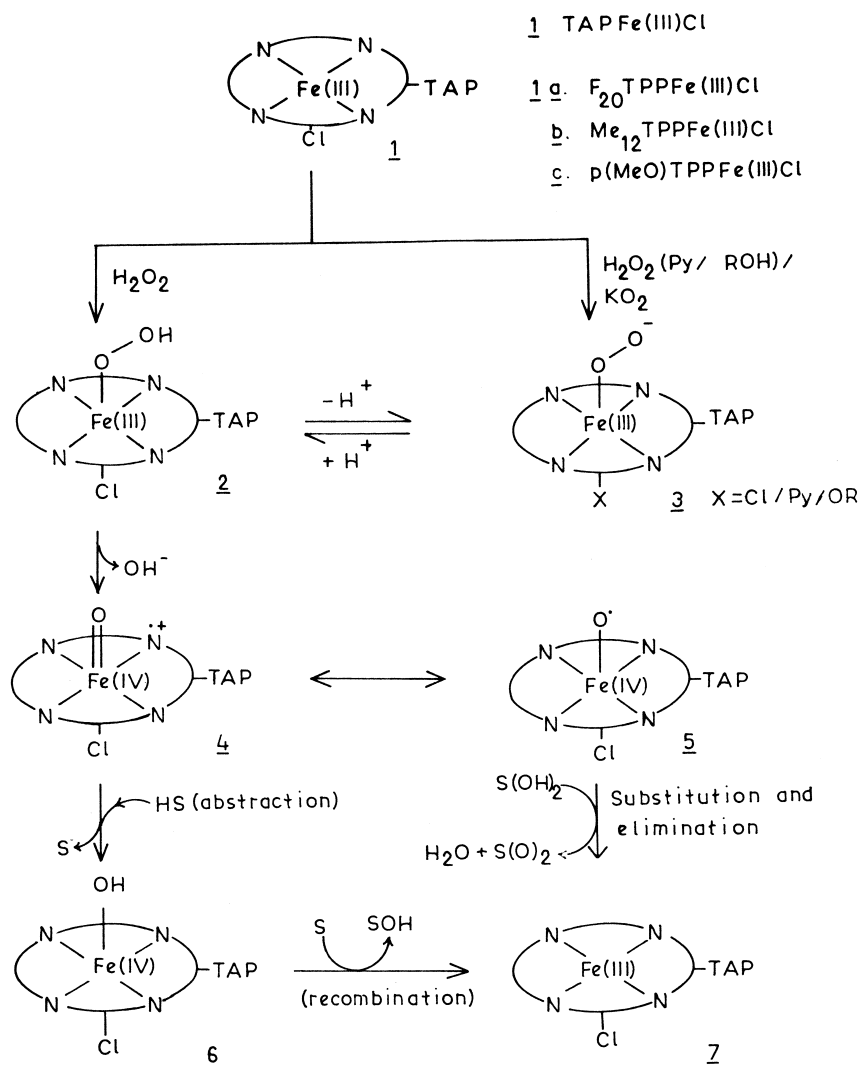 N N
Fe(III)
TAP
N N
Cl
1
1 TAPFe(III)Cl
1 a. F20TPPFe(III)Cl
b. Me12TPPFe(III)Cl
c. p(MeO)TPPFe(III)Cl
H2O2
H2O2(Py/ ROH)/
KO2
O OH
N N
Fe(III)
TAP
N N
Cl
2
-H+
+H+
O O-
N N
Fe(III)
TAP
N N
X
3 X=Cl/Py/OR
OH-
O
N N·+
Fe(IV)
TAP
N N
Cl
4
O·
N N
Fe(IV)
TAP
N N
Cl
5
HS (abstraction)
S·
S(OH)2
H2O+S(O)2
Substitution and
elimination
OH
N N
Fe(IV)
TAP
N N
Cl
6
S SOH
(recombination)
N N
Fe(III)
TAP
N N
Cl
7